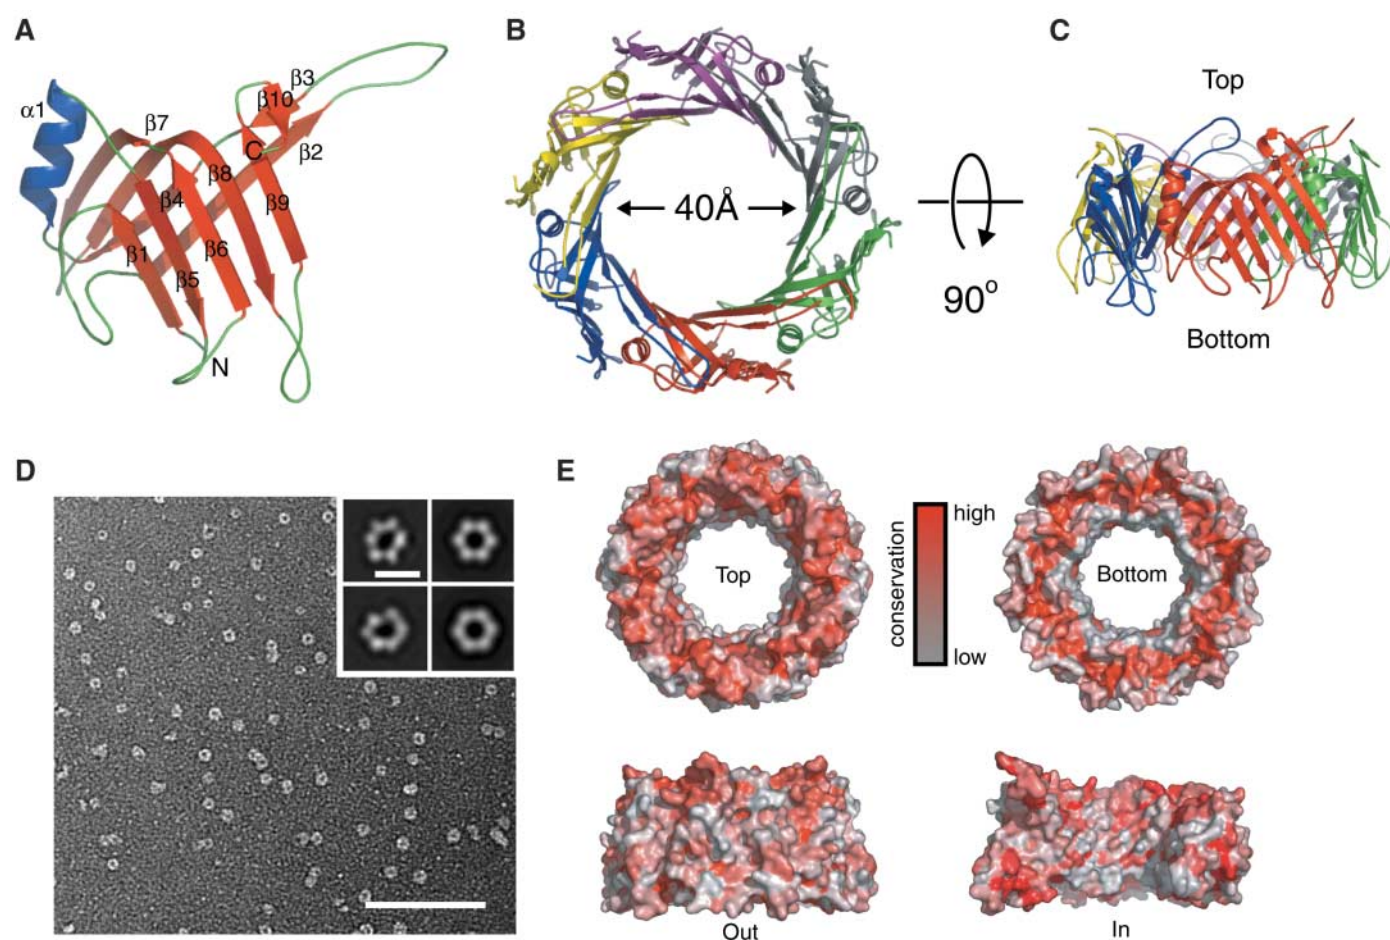 A
α1
β7
β3
β10
C
β2
β8
β4
β9
β1
β6
β5
N
B
40Å
90°
C
Top
Bottom
D
E
Top
conservation
high
low
Bottom
Out
In